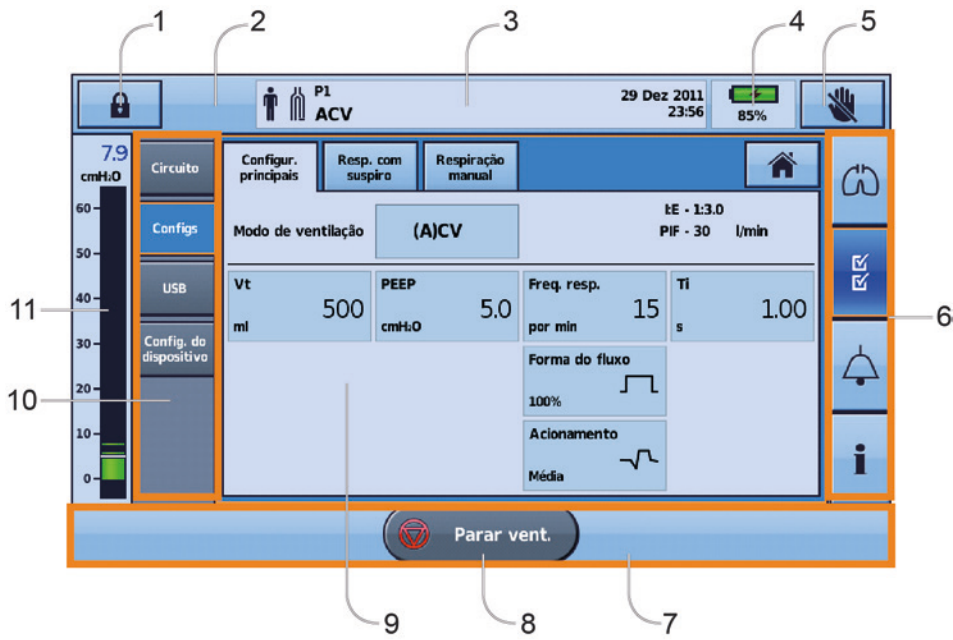 1
2
3
4
5
P1
ACV
29 Dez 2011
23:56
85%
7.9
cmH₂O
60
50
40
30
20
10
0
Circuito
Configs
USB
Config. do
dispositivo
Configur.
principais
Resp. com
suspiro
Respiração
manual
Modo de ventilação
(A)CV
I:E - 1:3.0
PIF - 30 l/min
Vt
500
ml
PEEP
5.0
cmH₂O
Freq. resp.
15
por min
Ti
1.00
s
Forma do fluxo
100%
Acionamento
Média
i
Parar vent.
6
7
8
9
10
11